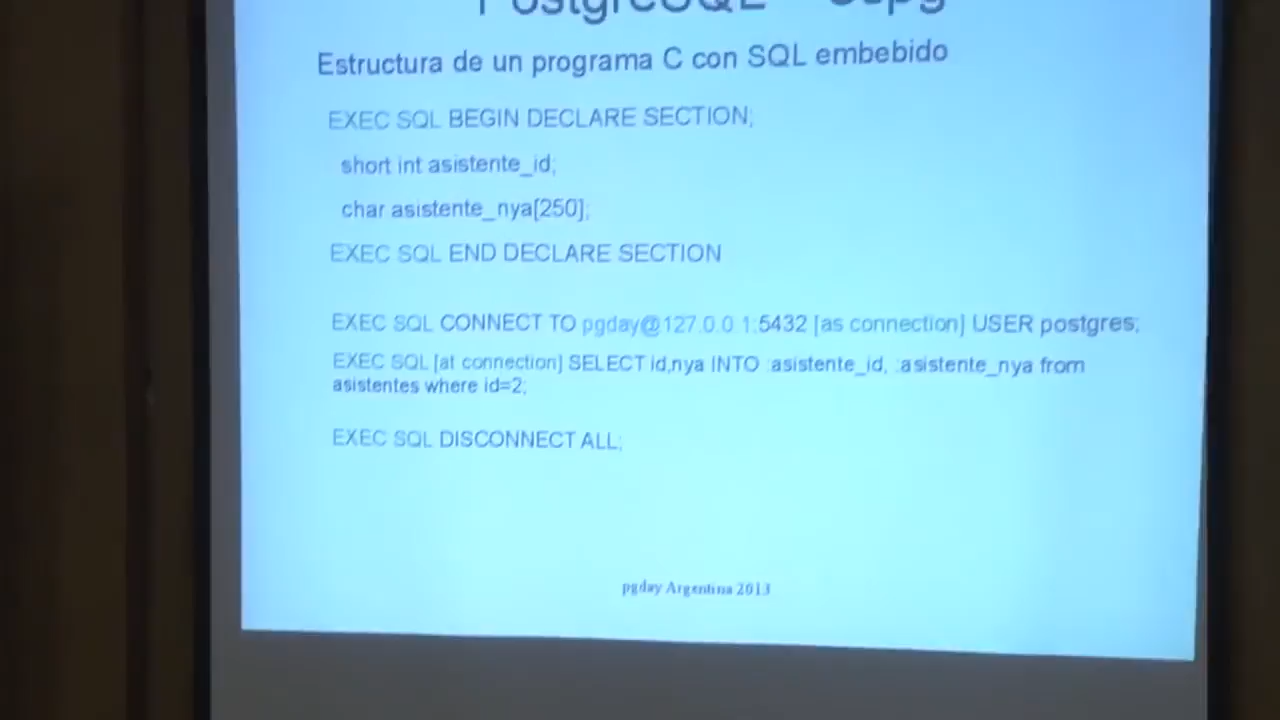 PostgreSQL - Ecpg
Estructura de un programa C con SQL embebido
EXEC SQL BEGIN DECLARE SECTION;
short int asistente_id;
char asistente_nya[250];
EXEC SQL END DECLARE SECTION
EXEC SQL CONNECT TO pgday@127.0.0.1:5432 [as connection] USER postgres;
EXEC SQL [at connection] SELECT id,nya INTO :asistente_id, :asistente_nya from
asistentes where id=2;
EXEC SQL DISCONNECT ALL;
pgday Argentina 2013